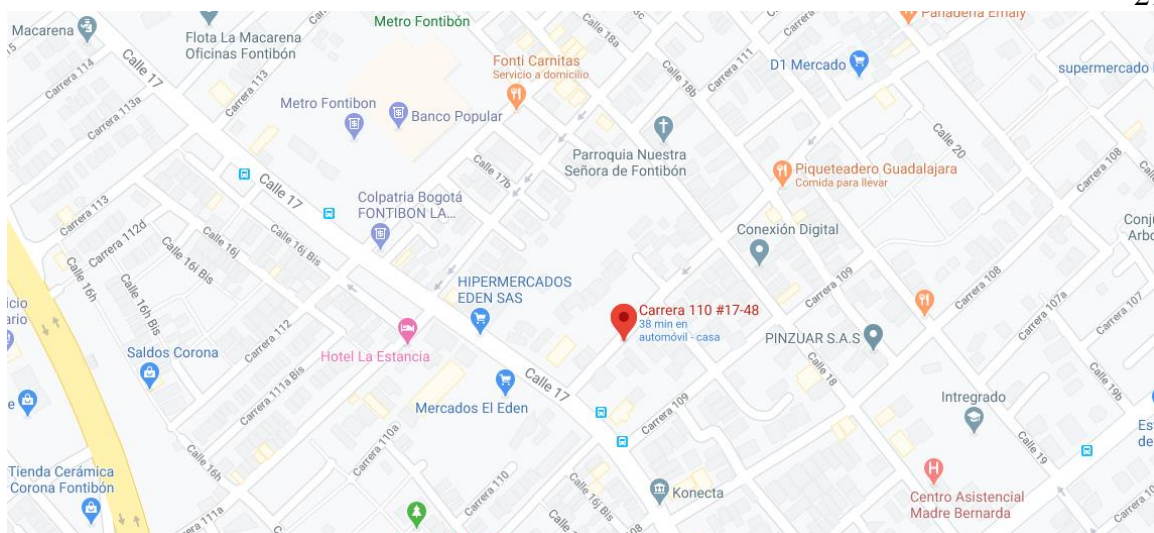 Macarena
Flota La Macarena
Oficinas Fontibón
Metro Fontibón
Calle 18a
Carrera 111
Panadería Emaly
Calle 17
Carrera 114
Carrera 113
Carrera 113a
Fonti Carnitas
Servicio a domicilio
D1 Mercado
supermercado
Calle 18b
Metro Fontibon
Banco Popular
Parroquia Nuestra
Señora de Fontibón
Calle 20
Carrera 108
Piqueteadero Guadalajara
Comida para llevar
Calle 17
Calle 17b
Colpatria Bogotá
FONTIBON LA...
Carrera 113
Carrera 112d
Calle 16j
Calle 16j Bis
Conexión Digital
Calle 16h
Calle 16i Bis
Calle 16h Bis
HIPERMERCADOS
EDEN SAS
Carrera 109
Carrera 108
Carrera 107a
Carrera 107
Carrera 110 #17-48
38 min en
automóvil - casa
Saldos Corona
Carrera 112
Hotel La Estancia
PINZUAR S.A.S
Carrera 111a Bis
Calle 17
Mercados El Eden
Calle 18
Calle 19b
Carrera 109
Intregrado
Calle 16h
Carrera 110a
Carrera 110
Calle 19
Tienda Cerámica
Corona Fontibón
Konecta
Calle 16j Bis
Centro Asistencial
Madre Bernarda
Carrera 111a